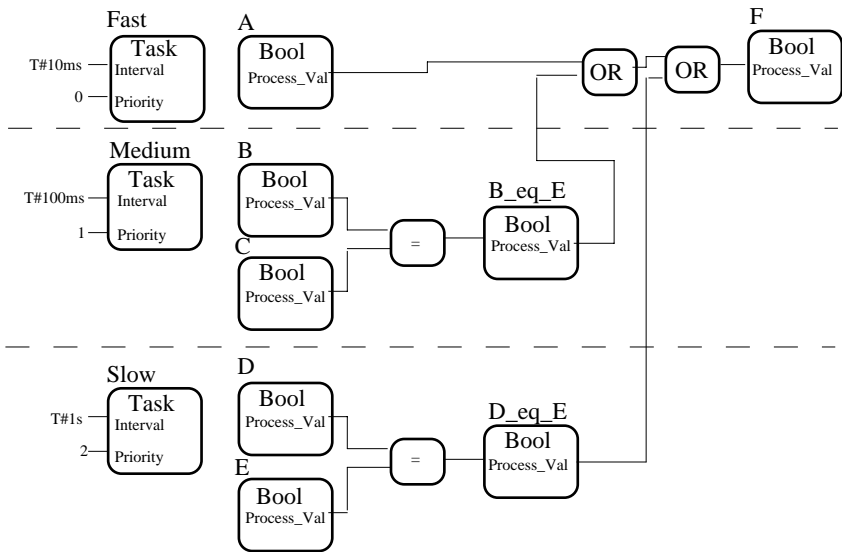 Fast
A
F
Task
Bool
Bool
T#10ms
Interval
Process_Val
OR
OR
Process_Val
0
Priority
Medium
B
Task
Bool
B_eq_E
T#100ms
Interval
Process_Val
Bool
1
Priority
C
=
Process_Val
Bool
Process_Val
Slow
D
Task
Bool
D_eq_E
T#1s
Interval
Process_Val
Bool
2
Priority
E
=
Process_Val
Bool
Process_Val